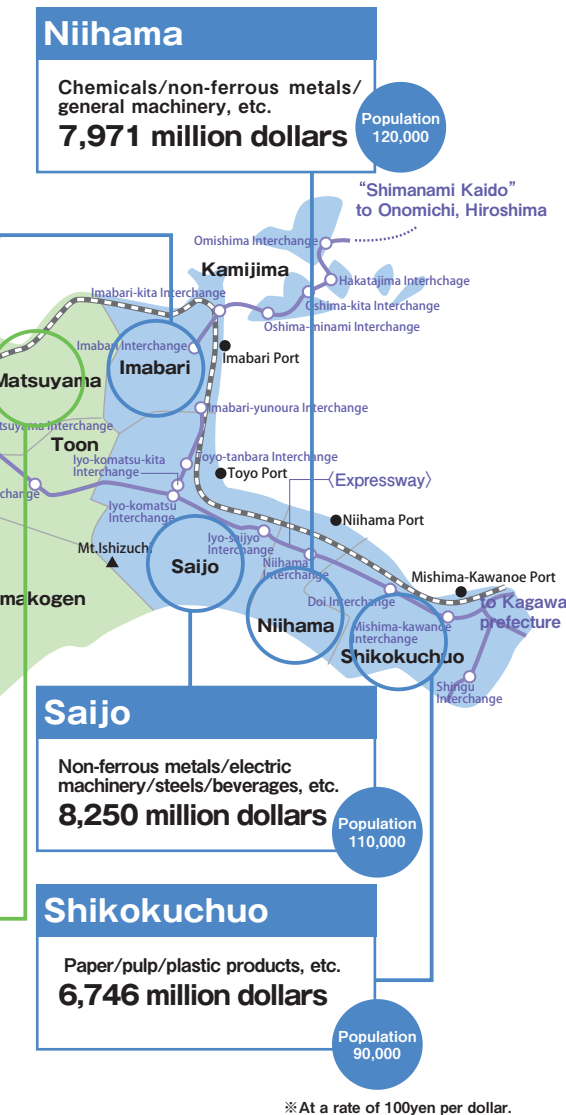 Niihama
Chemicals/non-ferrous metals/
general machinery, etc.
7,971 million dollars
Population
120,000
"Shimanami Kaido"
to Onomichi, Hiroshima
Omishima Interchange
Kamijima
Hakatajima Interhchage
Imabari-kita Interchange
Oshima-kita Interchange
Oshima-minami Interchange
Imabari Interchange
Imabari Port
Imabari
Matsuyama
Imabari-yunoura Interchange
tsuyama Interchange
Toon
Iyo-komatsu-kita
Interchange
Toyo-tanbara Interchange
Toyo Port
〈Expressway〉
change
Iyo-komatsu
Interchange
Niihama Port
Iyo-saijyo
Interchange
Mt.Ishizuchi
Saijo
Niihama
Interchange
Mishima-Kawanoe Port
makogen
Doi Interchange
to Kagawa
prefecture
Niihama
Mishima-kawanoe
Interchange
Shikokuchuo
Shingu
Interchange
Saijo
Non-ferrous metals/electric
machinery/steels/beverages, etc.
8,250 million dollars
Population
110,000
Shikokuchuo
Paper/pulp/plastic products, etc.
6,746 million dollars
Population
90,000
※At a rate of 100yen per dollar.